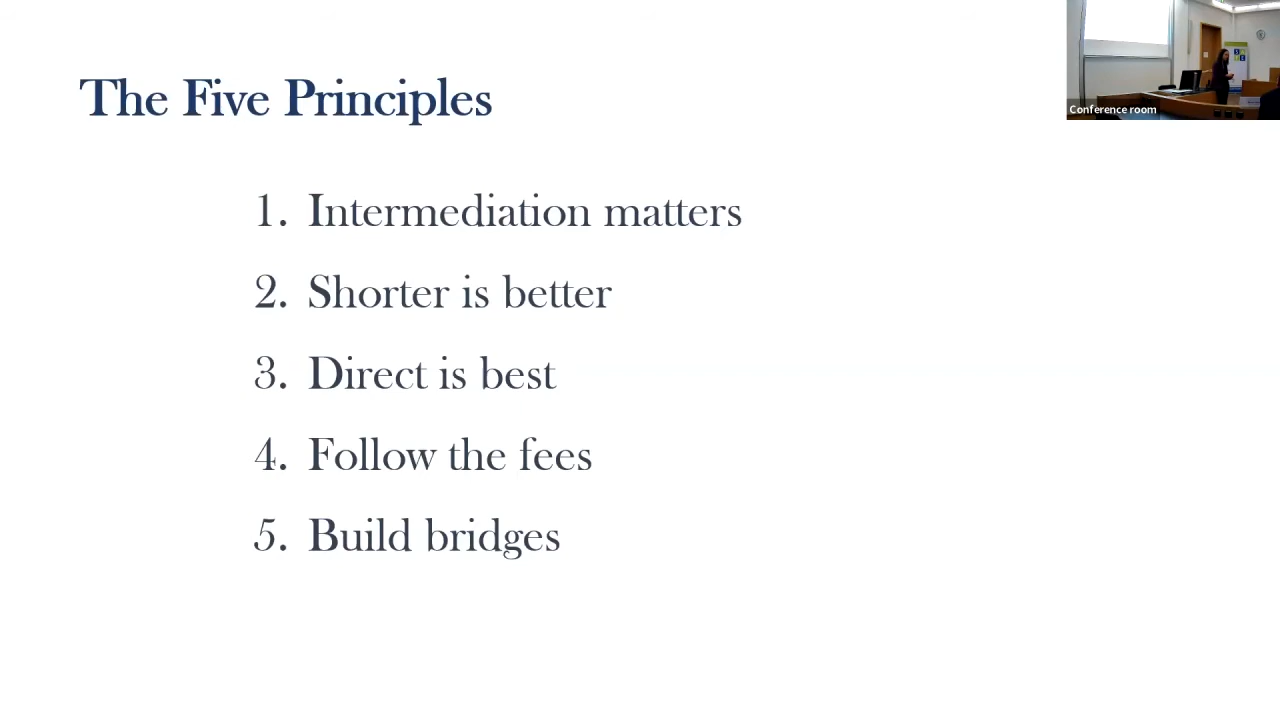 The Five Principles
1. Intermediation matters
2. Shorter is better
3. Direct is best
4. Follow the fees
5. Build bridges
Conference room